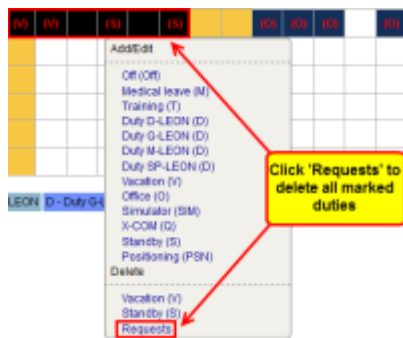 (V) (V) (S) (S) (O) (O) (O) (O)
Add/Edit
Off (Off)
Medical leave (M)
Training (T)
Duty D-LEON (D)
Duty G-LEON (D)
Duty M-LEON (D)
Duty SP-LEON (D)
Vacation (V)
Office (O)
Simulator (SIM)
X-COM (Q)
Standby (S)
Positioning (PSN)
Delete
Vacation (V)
Standby (S)
Requests
Click 'Requests' to
delete all marked
duties
LEON D - Duty G-L